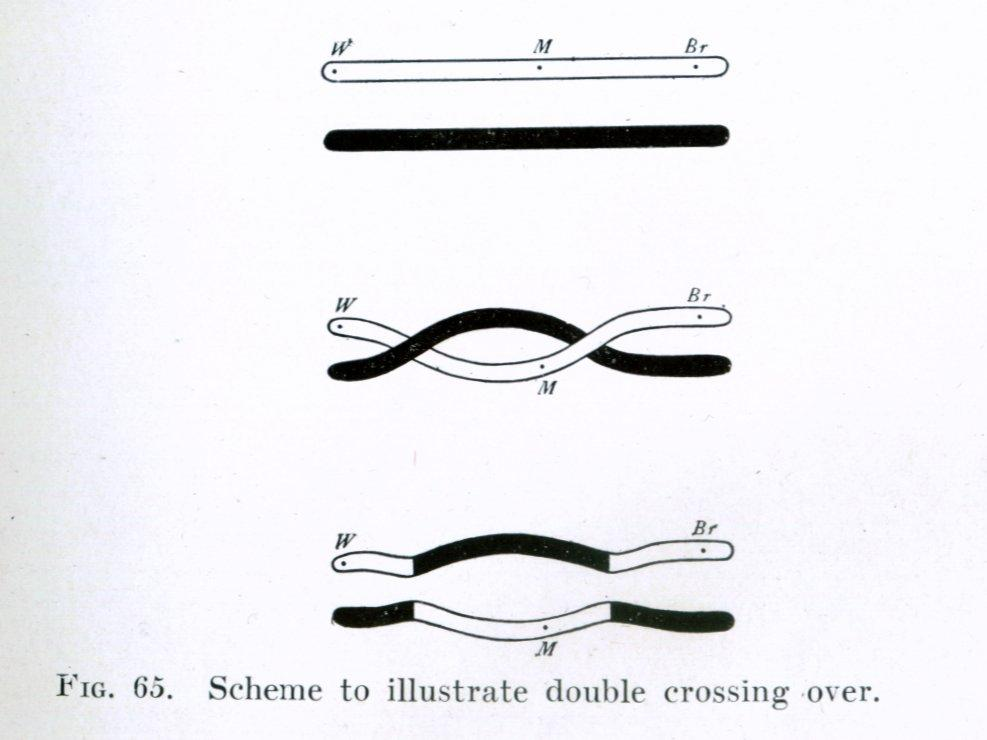 W M Br
W Br
M
W Br
M
FIG. 65. Scheme to illustrate double crossing over.